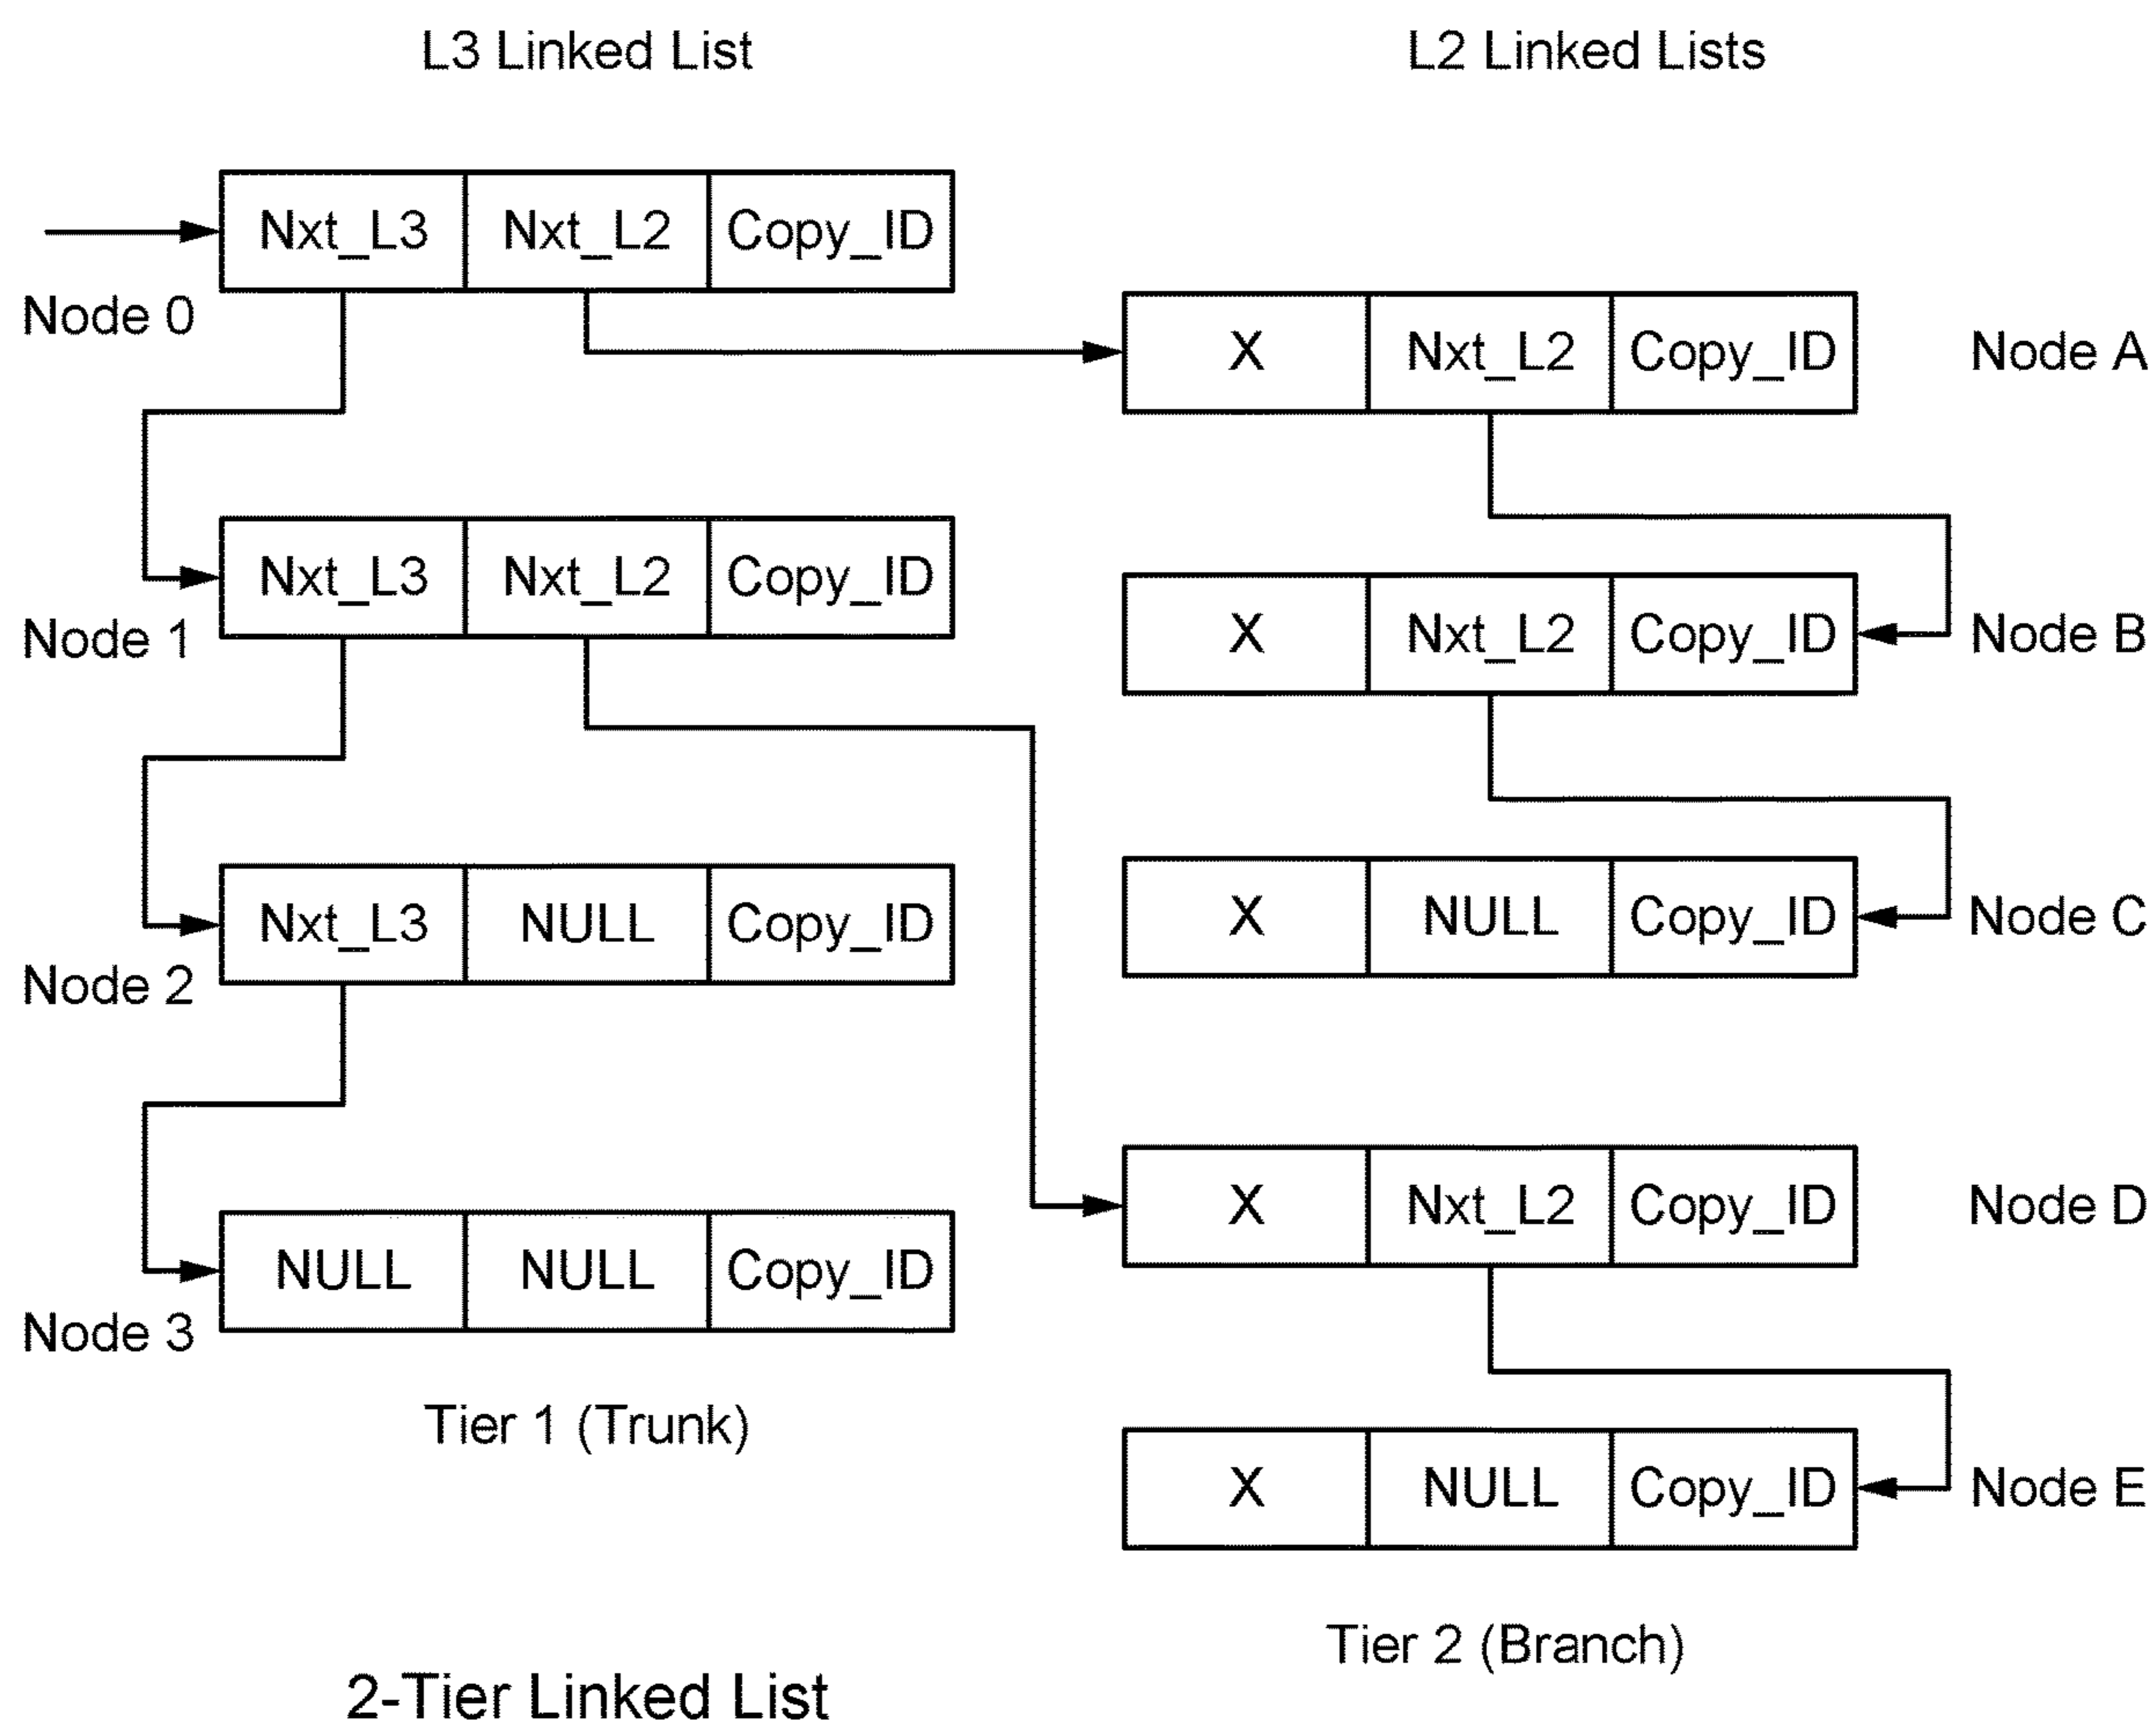 L3 Linked List
L2 Linked Lists
Nxt_L3 Nxt_L2 Copy_ID
Node 0
X Nxt_L2 Copy_ID Node A
Nxt_L3 Nxt_L2 Copy_ID
Node 1
X Nxt_L2 Copy_ID Node B
Nxt_L3 NULL Copy_ID
Node 2
X NULL Copy_ID Node C
X Nxt_L2 Copy_ID Node D
NULL NULL Copy_ID
Node 3
Tier 1 (Trunk)
X NULL Copy_ID Node E
Tier 2 (Branch)
2-Tier Linked List